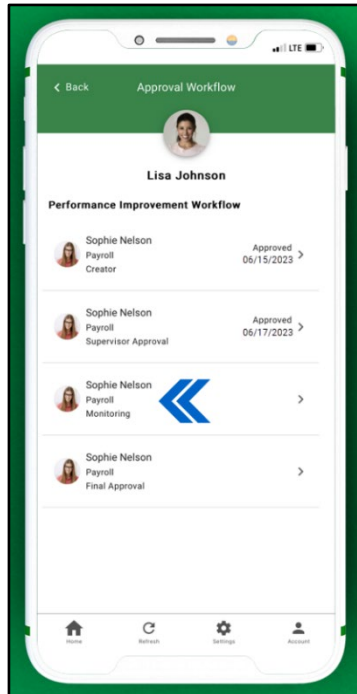 LTE
Back
Approval Workflow
Lisa Johnson
Performance Improvement Workflow
Sophie Nelson
Payroll
Creator
Approved
06/15/2023
Sophie Nelson
Payroll
Supervisor Approval
Approved
06/17/2023
Sophie Nelson
Payroll
Monitoring
Sophie Nelson
Payroll
Final Approval
Home
Refresh
Settings
Account